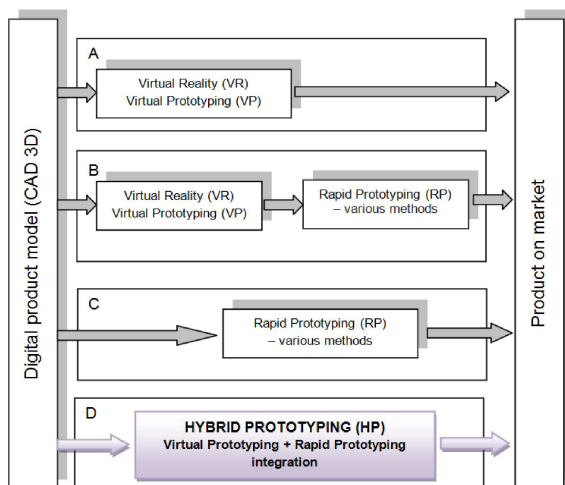 Digital product model (CAD 3D)
A
Virtual Reality (VR)
Virtual Prototyping (VP)
B
Virtual Reality (VR)
Virtual Prototyping (VP)
Rapid Prototyping (RP)
– various methods
C
Rapid Prototyping (RP)
– various methods
D
HYBRID PROTOTYPING (HP)
Virtual Prototyping + Rapid Prototyping
integration
Product on market